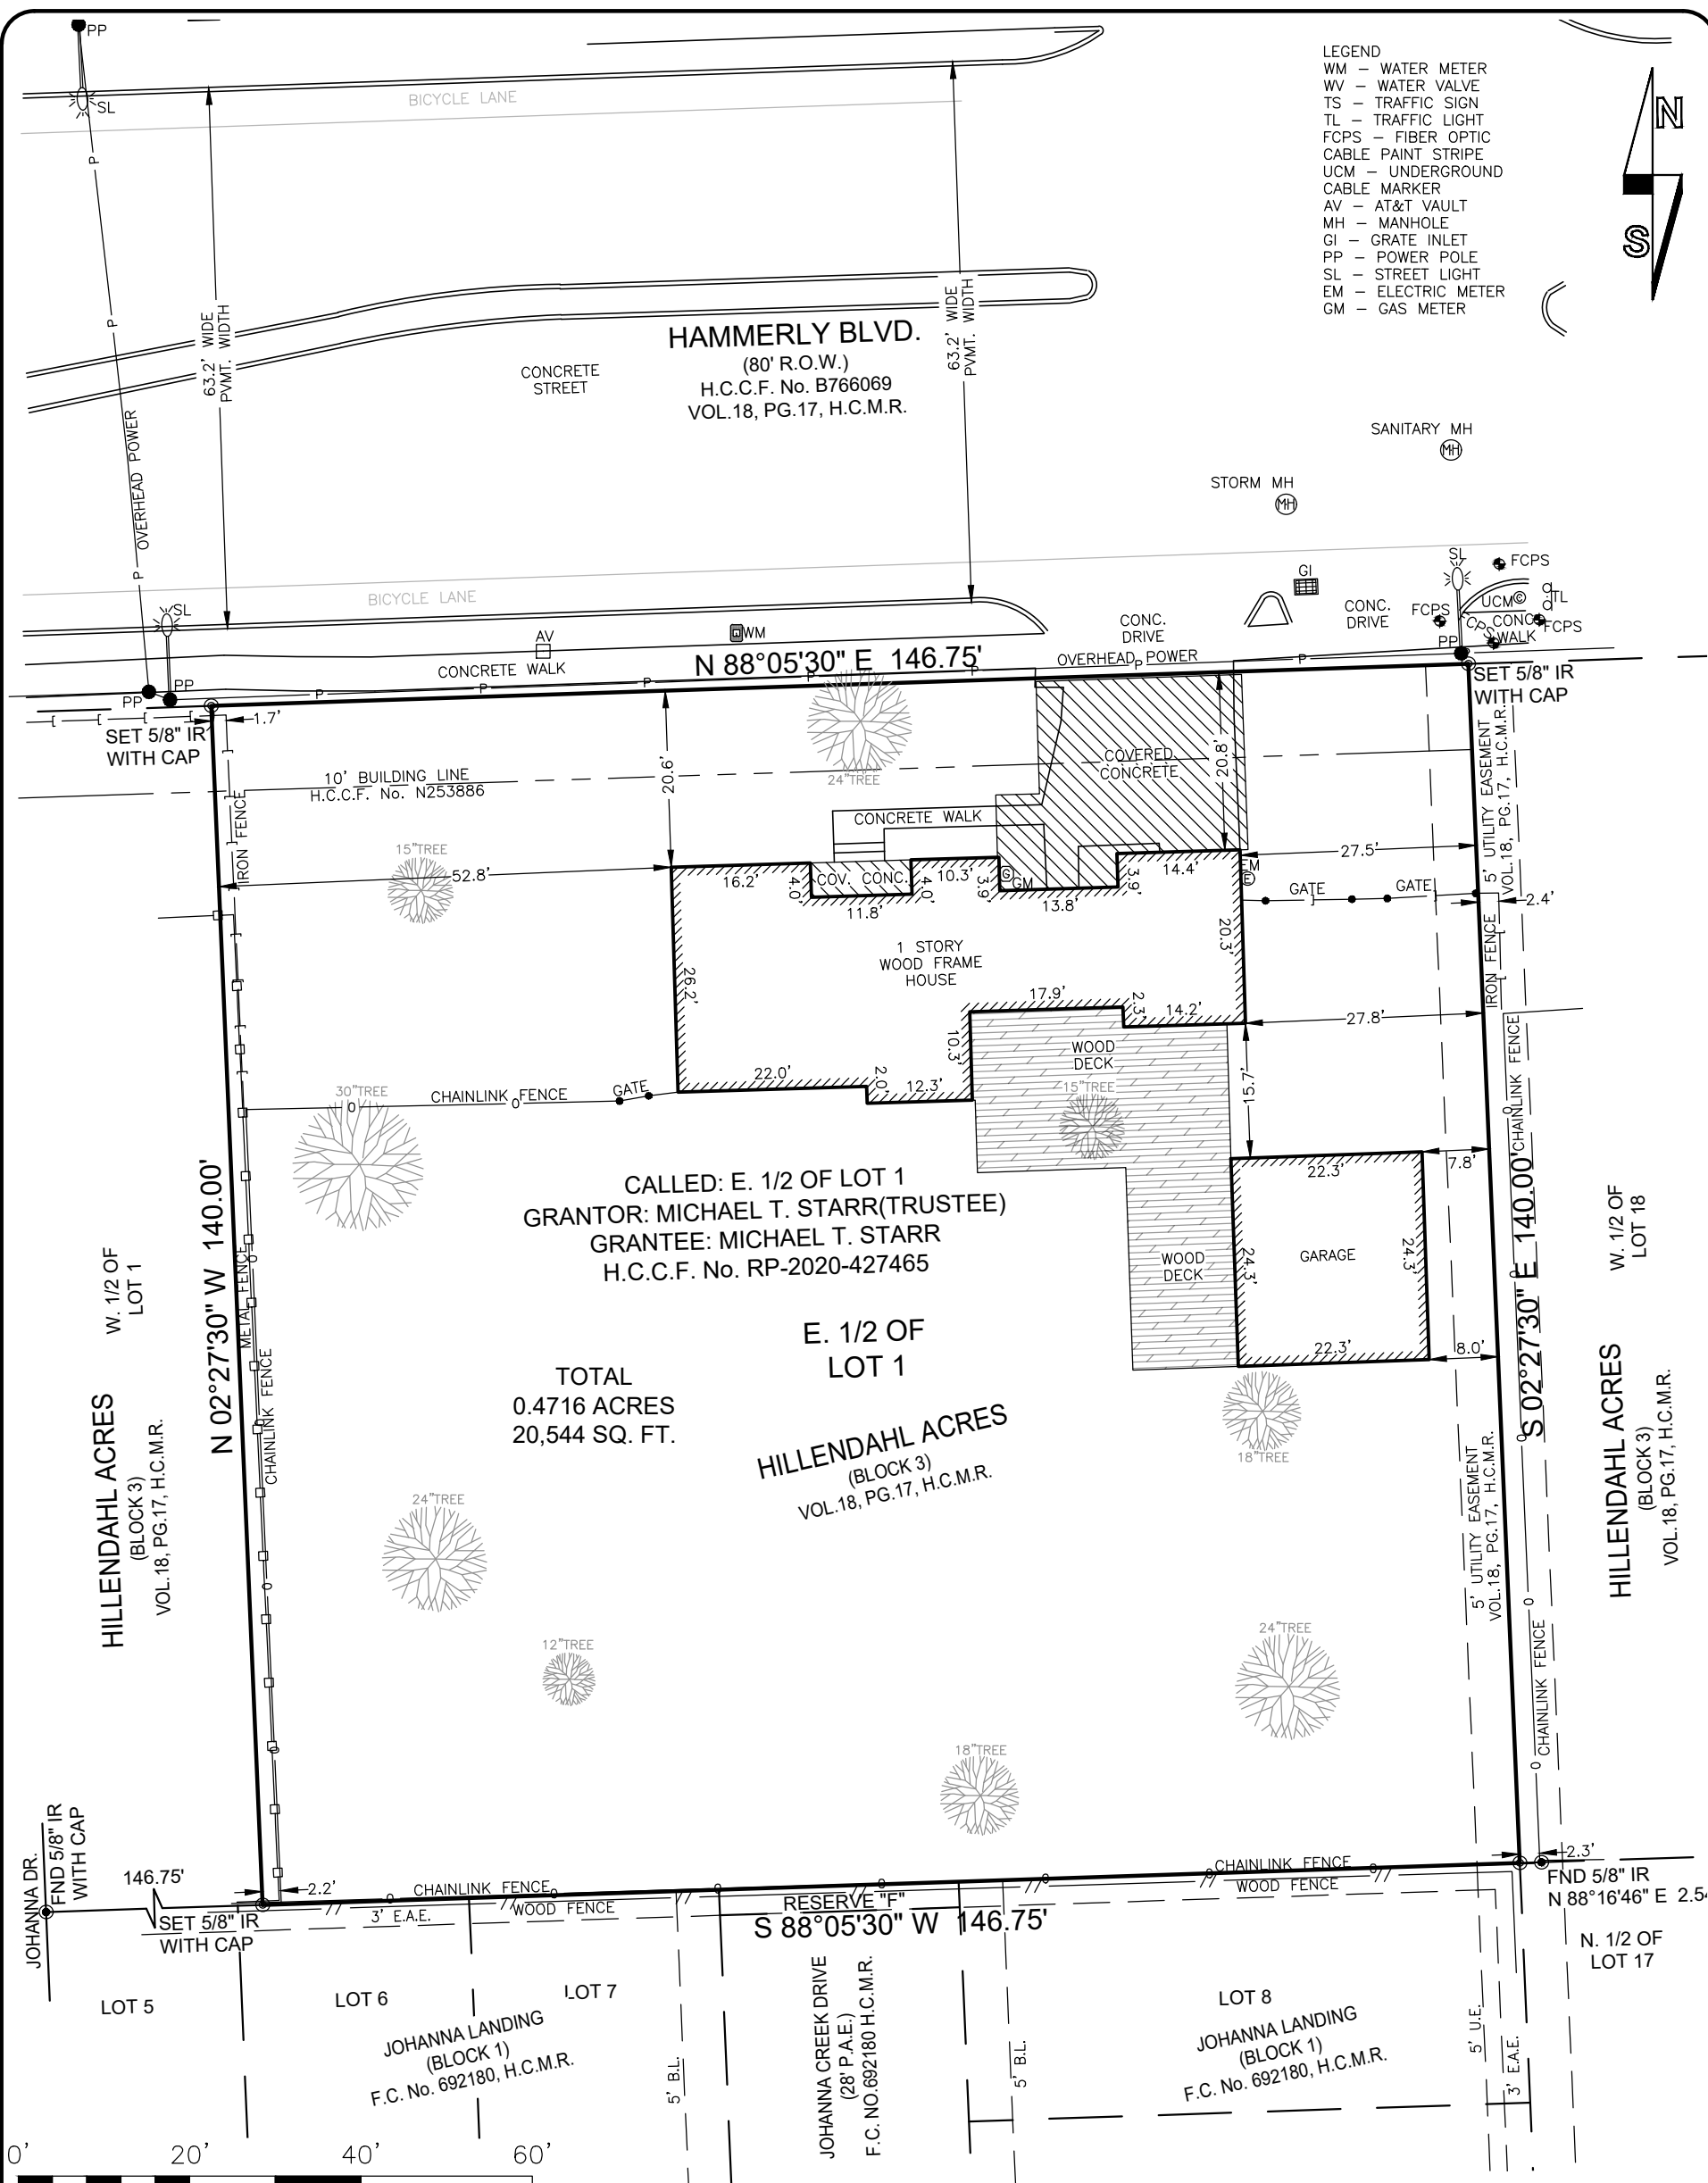 PP
SL
BICYCLE LANE
P
P
P
OVERHEAD POWER
63.2' WIDE
PVMT. WIDTH
63.2' WIDE
PVMT. WIDTH
LEGEND
WM – WATER METER
WV – WATER VALVE
TS – TRAFFIC SIGN
TL – TRAFFIC LIGHT
FCPS – FIBER OPTIC
CABLE PAINT STRIPE
UCM – UNDERGROUND
CABLE MARKER
AV – AT&T VAULT
MH – MANHOLE
GI – GRATE INLET
PP – POWER POLE
SL – STREET LIGHT
EM – ELECTRIC METER
GM – GAS METER
N
S
HAMMERLY BLVD.
(80' R.O.W.)
H.C.C.F. No. B766069
VOL.18, PG.17, H.C.M.R.
CONCRETE
STREET
SANITARY MH
MH
STORM MH
MH
BICYCLE LANE
SL
AV
WM
CONCRETE WALK
N 88°05'30" E 146.75'
CONC.
DRIVE
GI
CONC.
DRIVE
SL
FCPS
FCPS
UCM©
TL
FCPS
FCPS
CONC.
WALK
PP
OVERHEAD POWER
P
P
P
P
P
P
P
PP
PP
SET 5/8" IR
WITH CAP
1.7'
SET 5/8" IR
WITH CAP
10' BUILDING LINE
H.C.C.F. No. N253886
IRON FENCE
20.6'
24"TREE
COVERED
CONCRETE
20.8'
CONCRETE WALK
5' UTILITY EASEMENT
VOL.18, PG.17, H.C.M.R.
15"TREE
52.8'
16.2'
4.0'
COV. CONC.
11.8'
4.0'
10.3'
3.9'
G
GM
13.8'
3.9'
14.4'
EM
E
27.5'
GATE
GATE
2.4'
1 STORY
WOOD FRAME
HOUSE
20.3'
26.2'
17.9'
2.3'
14.2'
27.8'
IRON FENCE
10.3'
WOOD
DECK
15"TREE
15.7'
CHAINLINK FENCE
30"TREE
CHAINLINK FENCE
GATE
22.0'
2.0'
12.3'
CALLED: E. 1/2 OF LOT 1
GRANTOR: MICHAEL T. STARR(TRUSTEE)
GRANTEE: MICHAEL T. STARR
H.C.C.F. No. RP-2020-427465
22.3'
7.8'
WOOD
DECK
24.3'
GARAGE
24.3'
22.3'
8.0'
W. 1/2 OF
LOT 1
N 02°27'30" W 140.00'
METAL FENCE
CHAINLINK FENCE
S 02°27'30" E 140.00'
W. 1/2 OF
LOT 18
E. 1/2 OF
LOT 1
TOTAL
0.4716 ACRES
20,544 SQ. FT.
HILLENDAHL ACRES
(BLOCK 3)
VOL.18, PG.17, H.C.M.R.
18"TREE
HILLENDAHL ACRES
(BLOCK 3)
VOL.18, PG.17, H.C.M.R.
HILLENDAHL ACRES
(BLOCK 3)
VOL.18, PG.17, H.C.M.R.
5' UTILITY EASEMENT
VOL.18, PG.17, H.C.M.R.
24"TREE
12"TREE
24"TREE
18"TREE
CHAINLINK FENCE
JOHANNA DR.
FND 5/8" IR
WITH CAP
146.75'
2.2'
SET 5/8" IR
WITH CAP
CHAINLINK FENCE
WOOD FENCE
3' E.A.E.
RESERVE "F"
S 88°05'30" W 146.75'
CHAINLINK FENCE
WOOD FENCE
2.3'
FND 5/8" IR
N 88°16'46" E 2.54
N. 1/2 OF
LOT 17
LOT 5
LOT 6
LOT 7
JOHANNA LANDING
(BLOCK 1)
F.C. No. 692180, H.C.M.R.
5' B.L.
JOHANNA CREEK DRIVE
(28' P.A.E.)
F.C. NO.692180 H.C.M.R.
5' B.L.
LOT 8
JOHANNA LANDING
(BLOCK 1)
F.C. No. 692180, H.C.M.R.
5' U.E.
3' E.A.E.
0' 20' 40' 60'